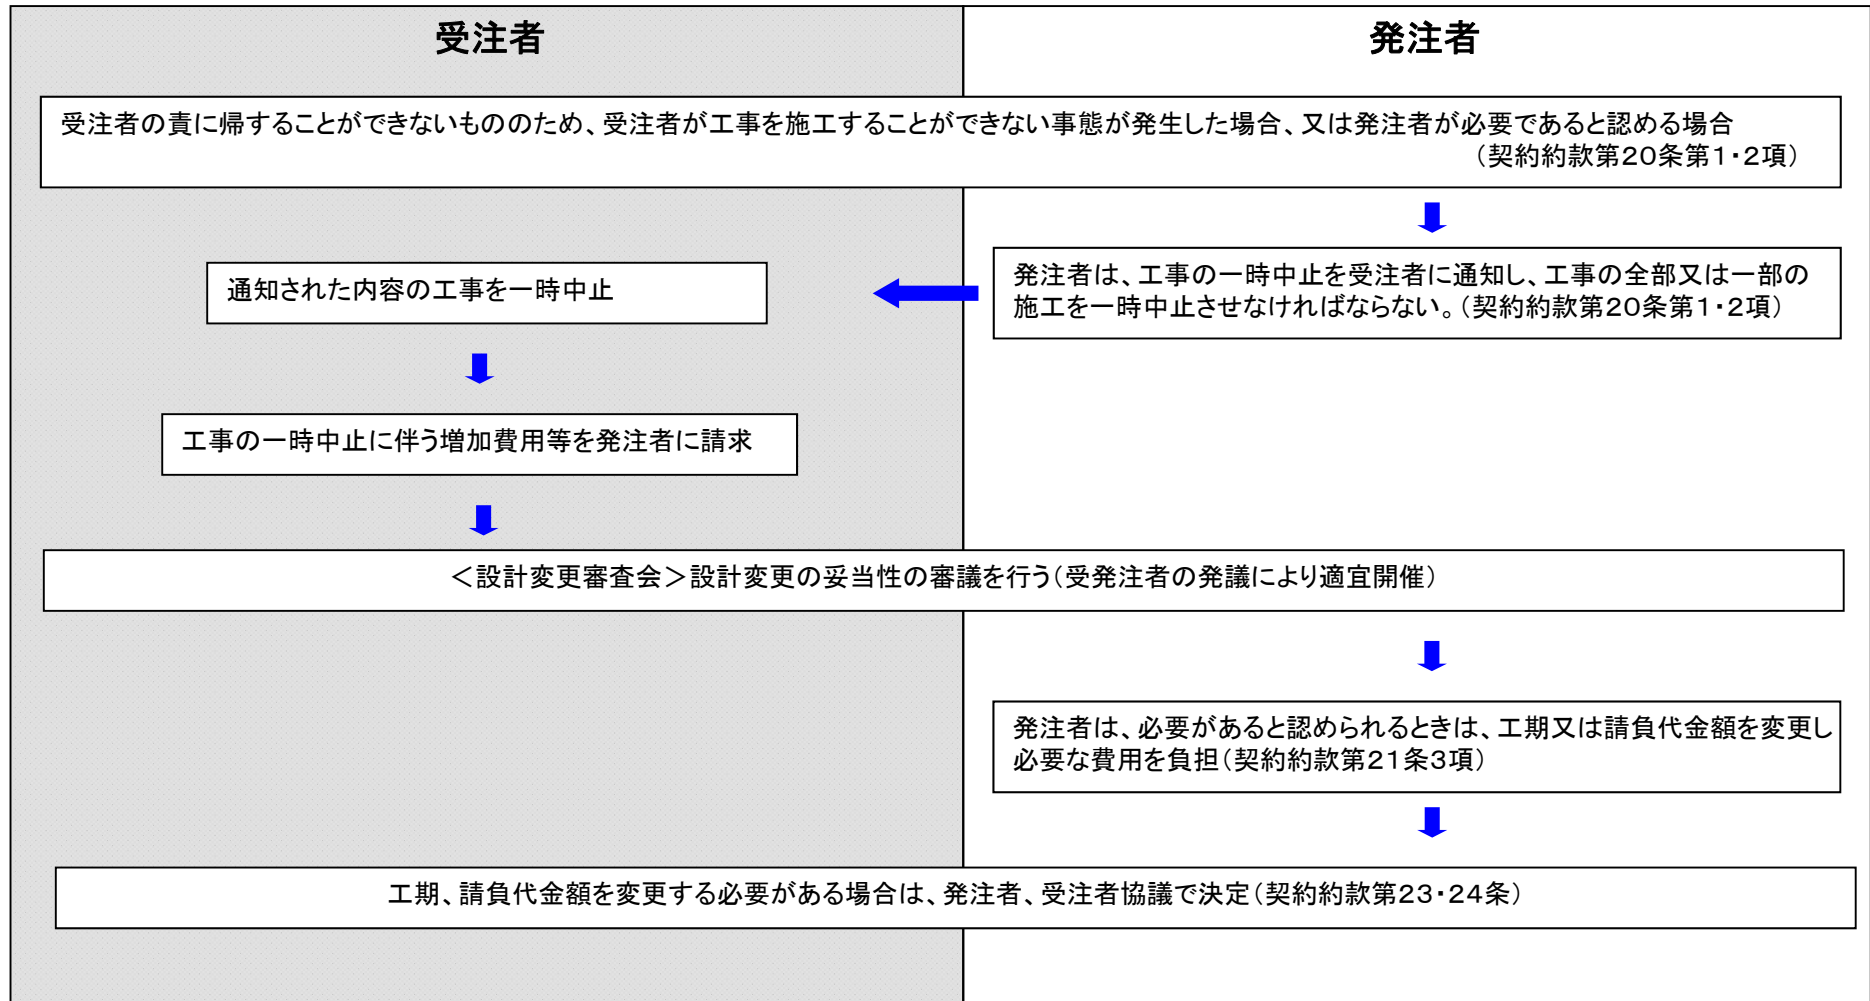 受注者
発注者
受注者の責に帰することができないもののため、受注者が工事を施工することができない事態が発生した場合、又は発注者が必要であると認める場合
（契約約款第２０条第１・２項）
発注者は、工事の一時中止を受注者に通知し、工事の全部又は一部の
施工を一時中止させなければならない。（契約約款第２０条第１・２項）
通知された内容の工事を一時中止
工事の一時中止に伴う増加費用等を発注者に請求
＜設計変更審査会＞設計変更の妥当性の審議を行う（受発注者の発議により適宜開催）
発注者は、必要があると認められるときは、工期又は請負代金額を変更し
必要な費用を負担（契約約款第２１条３項）
工期、請負代金額を変更する必要がある場合は、発注者、受注者協議で決定（契約約款第２３・２４条）